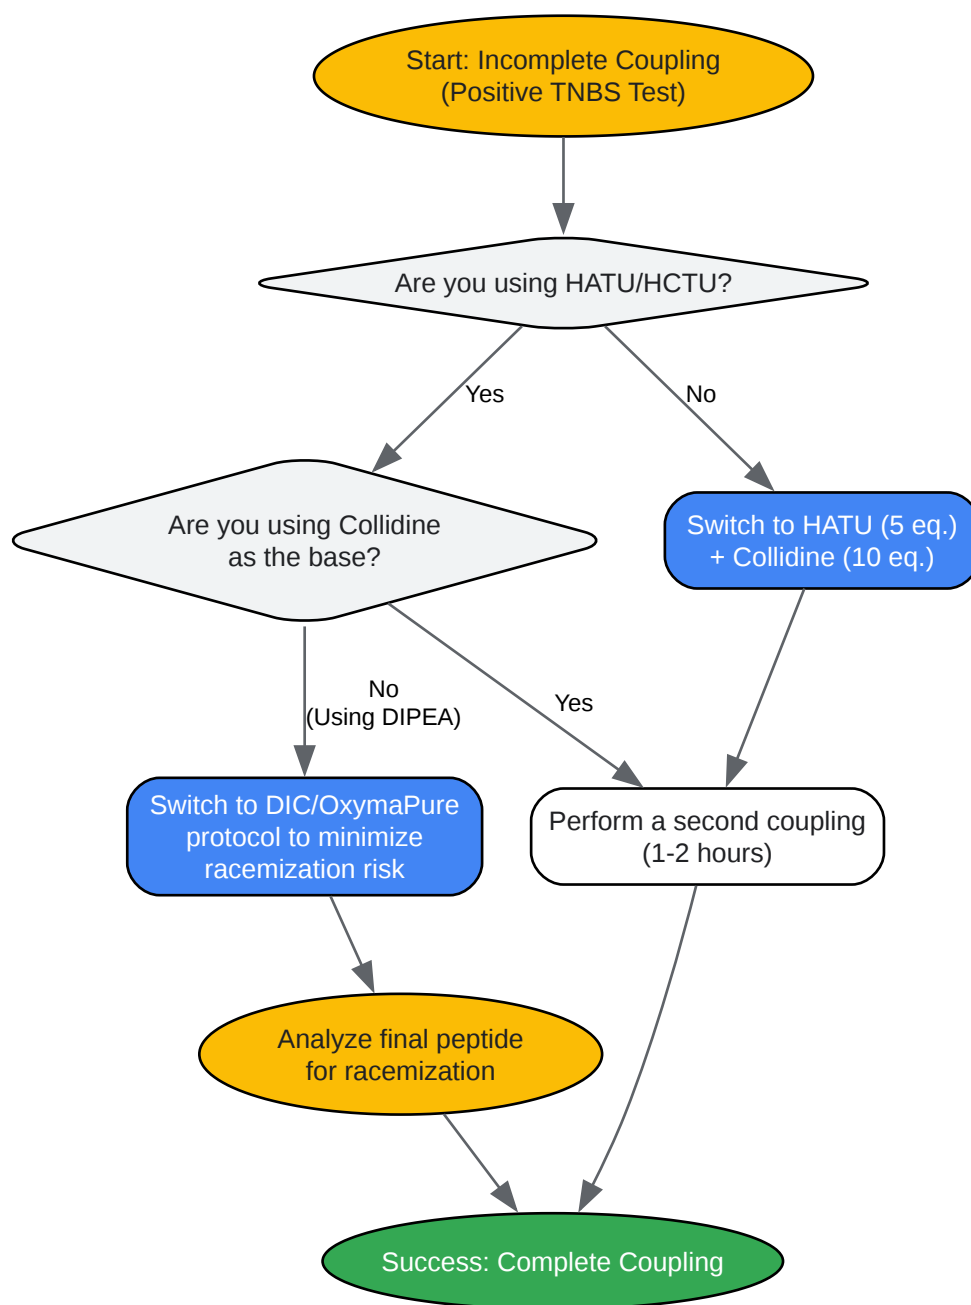 Start: Incomplete Coupling
(Positive TNBS Test)
Are you using HATU/HCTU?
Yes
No
Are you using Collidine
as the base?
Switch to HATU (5 eq.)
+ Collidine (10 eq.)
No
(Using DIPEA)
Yes
Switch to DIC/OxymaPure
protocol to minimize
racemization risk
Perform a second coupling
(1-2 hours)
Analyze final peptide
for racemization
Success: Complete Coupling